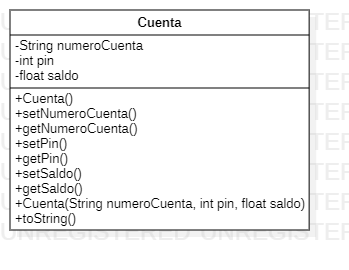 Cuenta
-String numeroCuenta
-int pin
-float saldo
+Cuenta()
+setNumeroCuenta()
+getNumeroCuenta()
+setPin()
+getPin()
+setSaldo()
+getSaldo()
+Cuenta(String numeroCuenta, int pin, float saldo)
+toString()
UNREGISTERED UNREGISTER